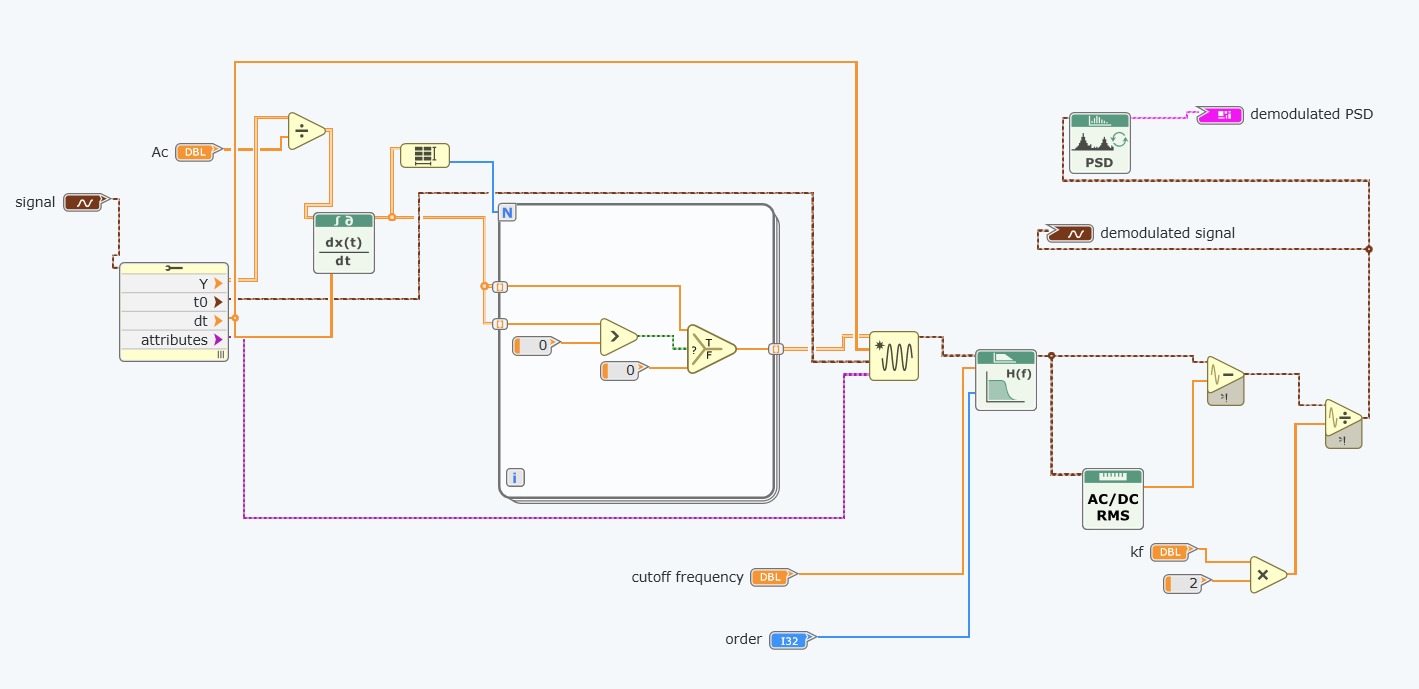 demodulated PSD
PSD
Ac DBL
÷
signal
dx(t)
dt
N
demodulated signal
Y
t0
dt
attributes
>
0
0
?
T
F
H(f)
−
÷
i
AC/DC
RMS
kf DBL
2
×
cutoff frequency DBL
order I32